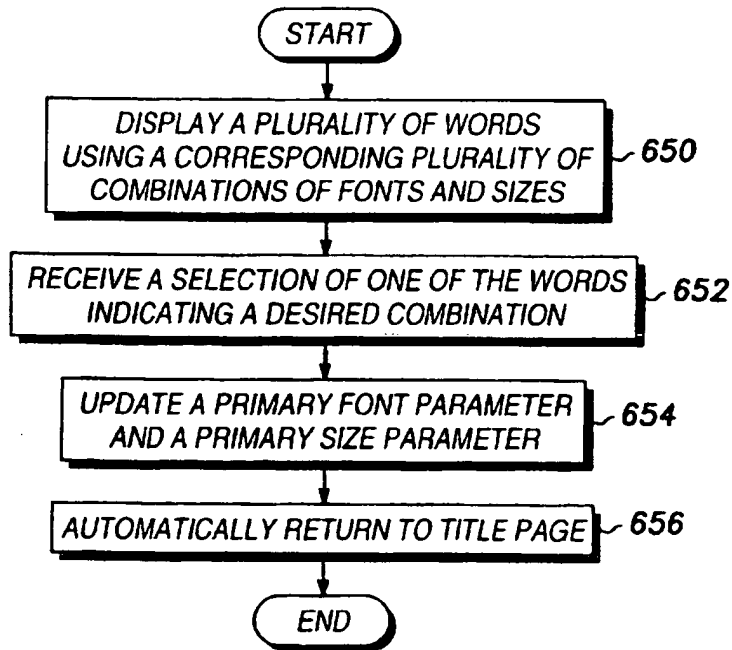 START
DISPLAY A PLURALITY OF WORDS
USING A CORRESPONDING PLURALITY OF
COMBINATIONS OF FONTS AND SIZES
650
RECEIVE A SELECTION OF ONE OF THE WORDS
INDICATING A DESIRED COMBINATION
652
UPDATE A PRIMARY FONT PARAMETER
AND A PRIMARY SIZE PARAMETER
654
AUTOMATICALLY RETURN TO TITLE PAGE
656
END